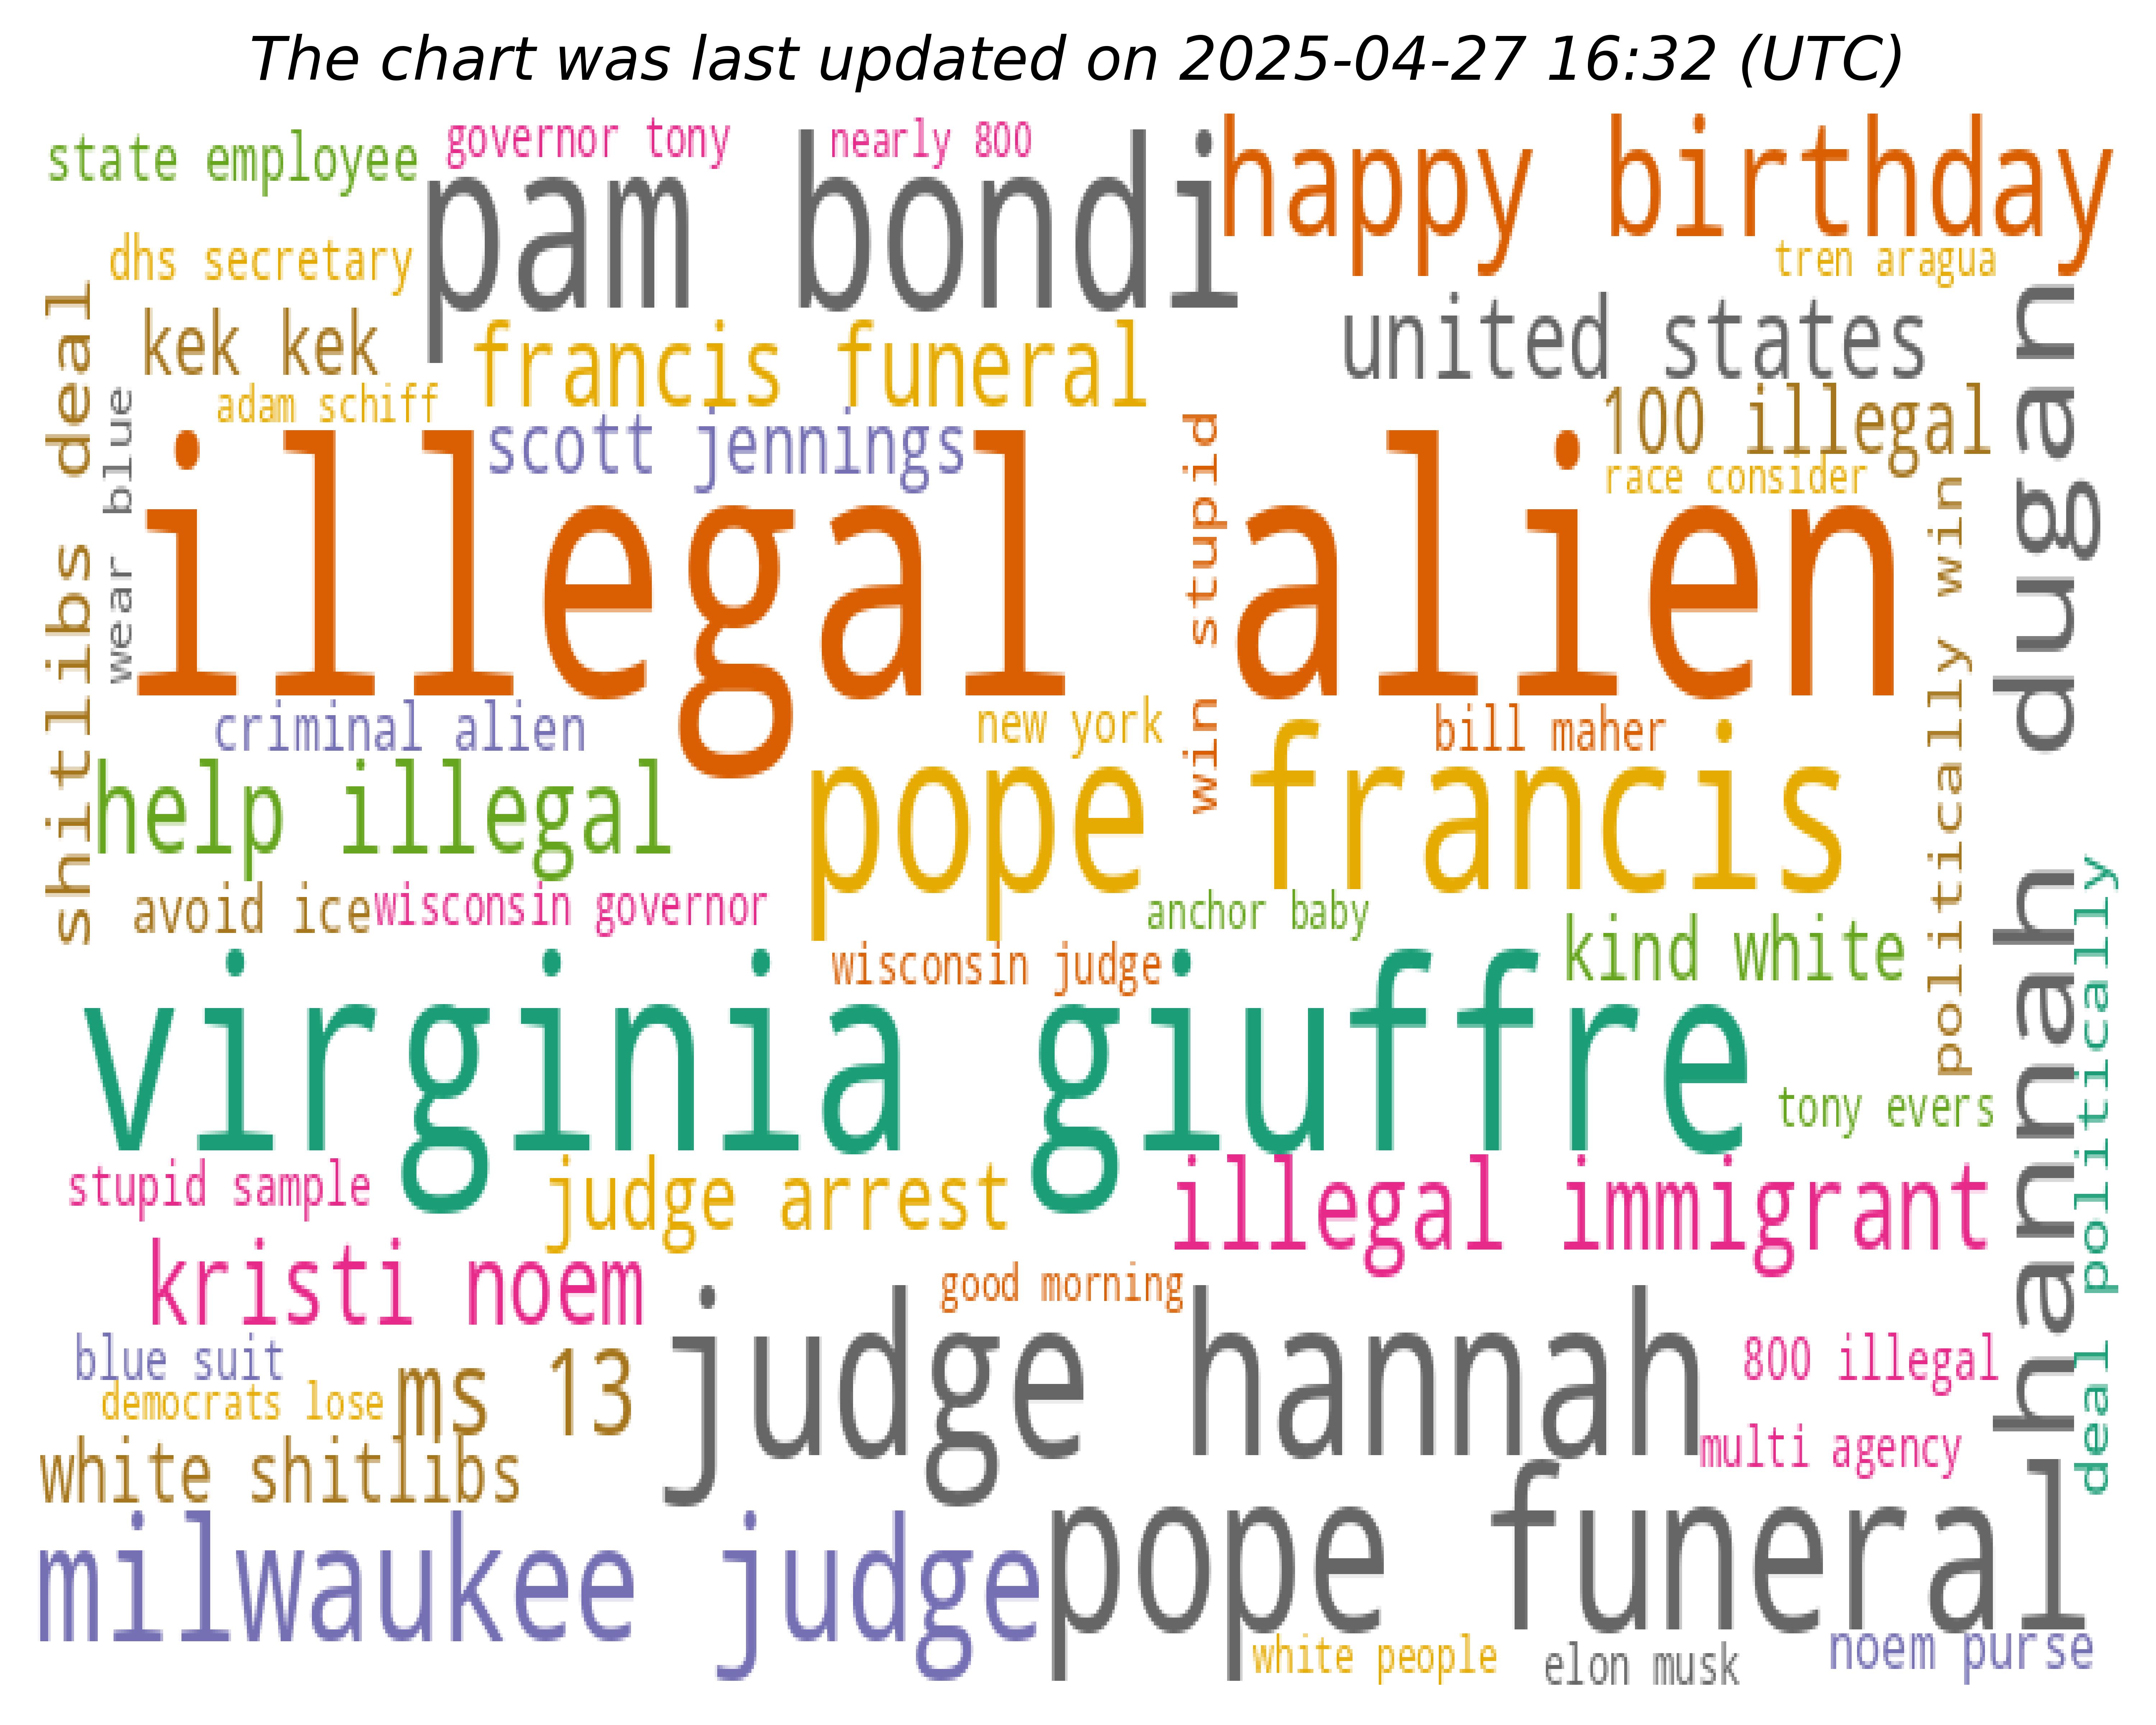 The chart was last updated on 2025-04-27 16:32 (UTC)
state employee
governor tony
nearly 800
happy birthday
pam bondi
dhs secretary
tren aragua
kek kek
francis funeral
united states
adam schiff
scott jennings
100 illegal
race consider
shitlibs deal
wear blue
illegal alien
win stupid
politically win
hannah dugan
criminal alien
new york
bill maher
help illegal
pope francis
avoid ice
wisconsin governor
anchor baby
kind white
wisconsin judge
virginia giuffre
tony evers
deal politically
stupid sample
judge arrest
illegal immigrant
kristi noem
good morning
judge hannah
blue suit
800 illegal
democrats lose
ms 13
multi agency
white shitlibs
milwaukee judge
pope funeral
white people
elon musk
noem purse